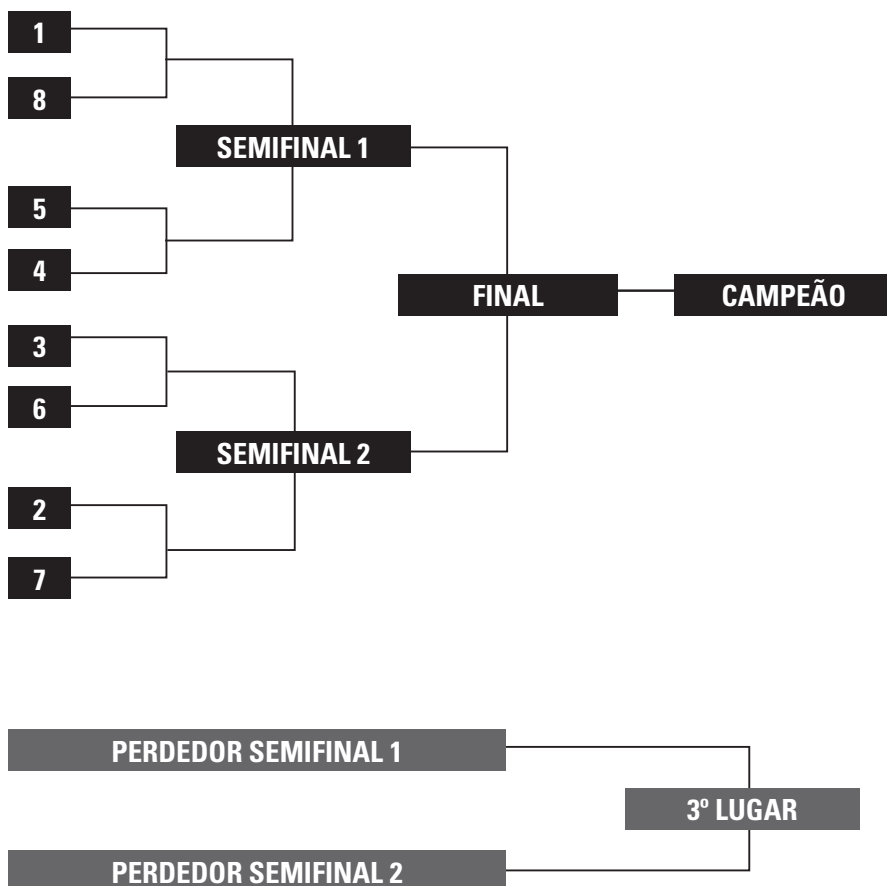 1
8
SEMIFINAL 1
5
4
FINAL
CAMPEÃO
3
6
SEMIFINAL 2
2
7
PERDEDOR SEMIFINAL 1
3º LUGAR
PERDEDOR SEMIFINAL 2